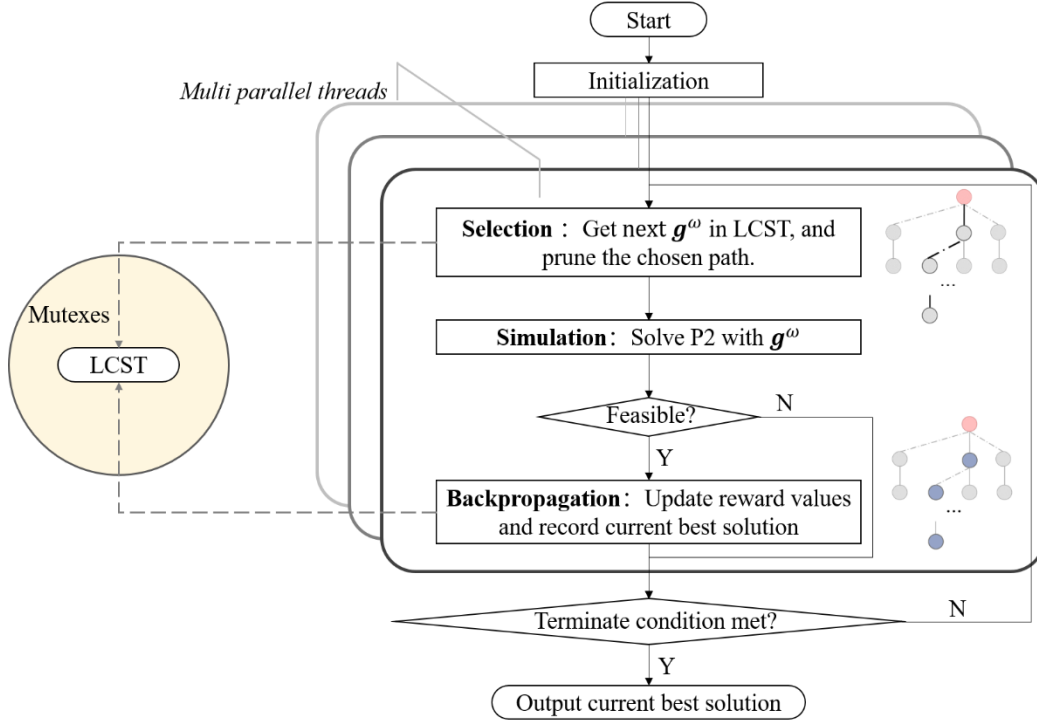 Start
Initialization
Multi parallel threads
Selection： Get next g^ω in LCST, and
prune the chosen path.
...
Mutexes
LCST
Simulation：Solve P2 with g^ω
Feasible?
N
Y
Backpropagation：Update reward values
and record current best solution
...
Terminate condition met?
N
Y
Output current best solution